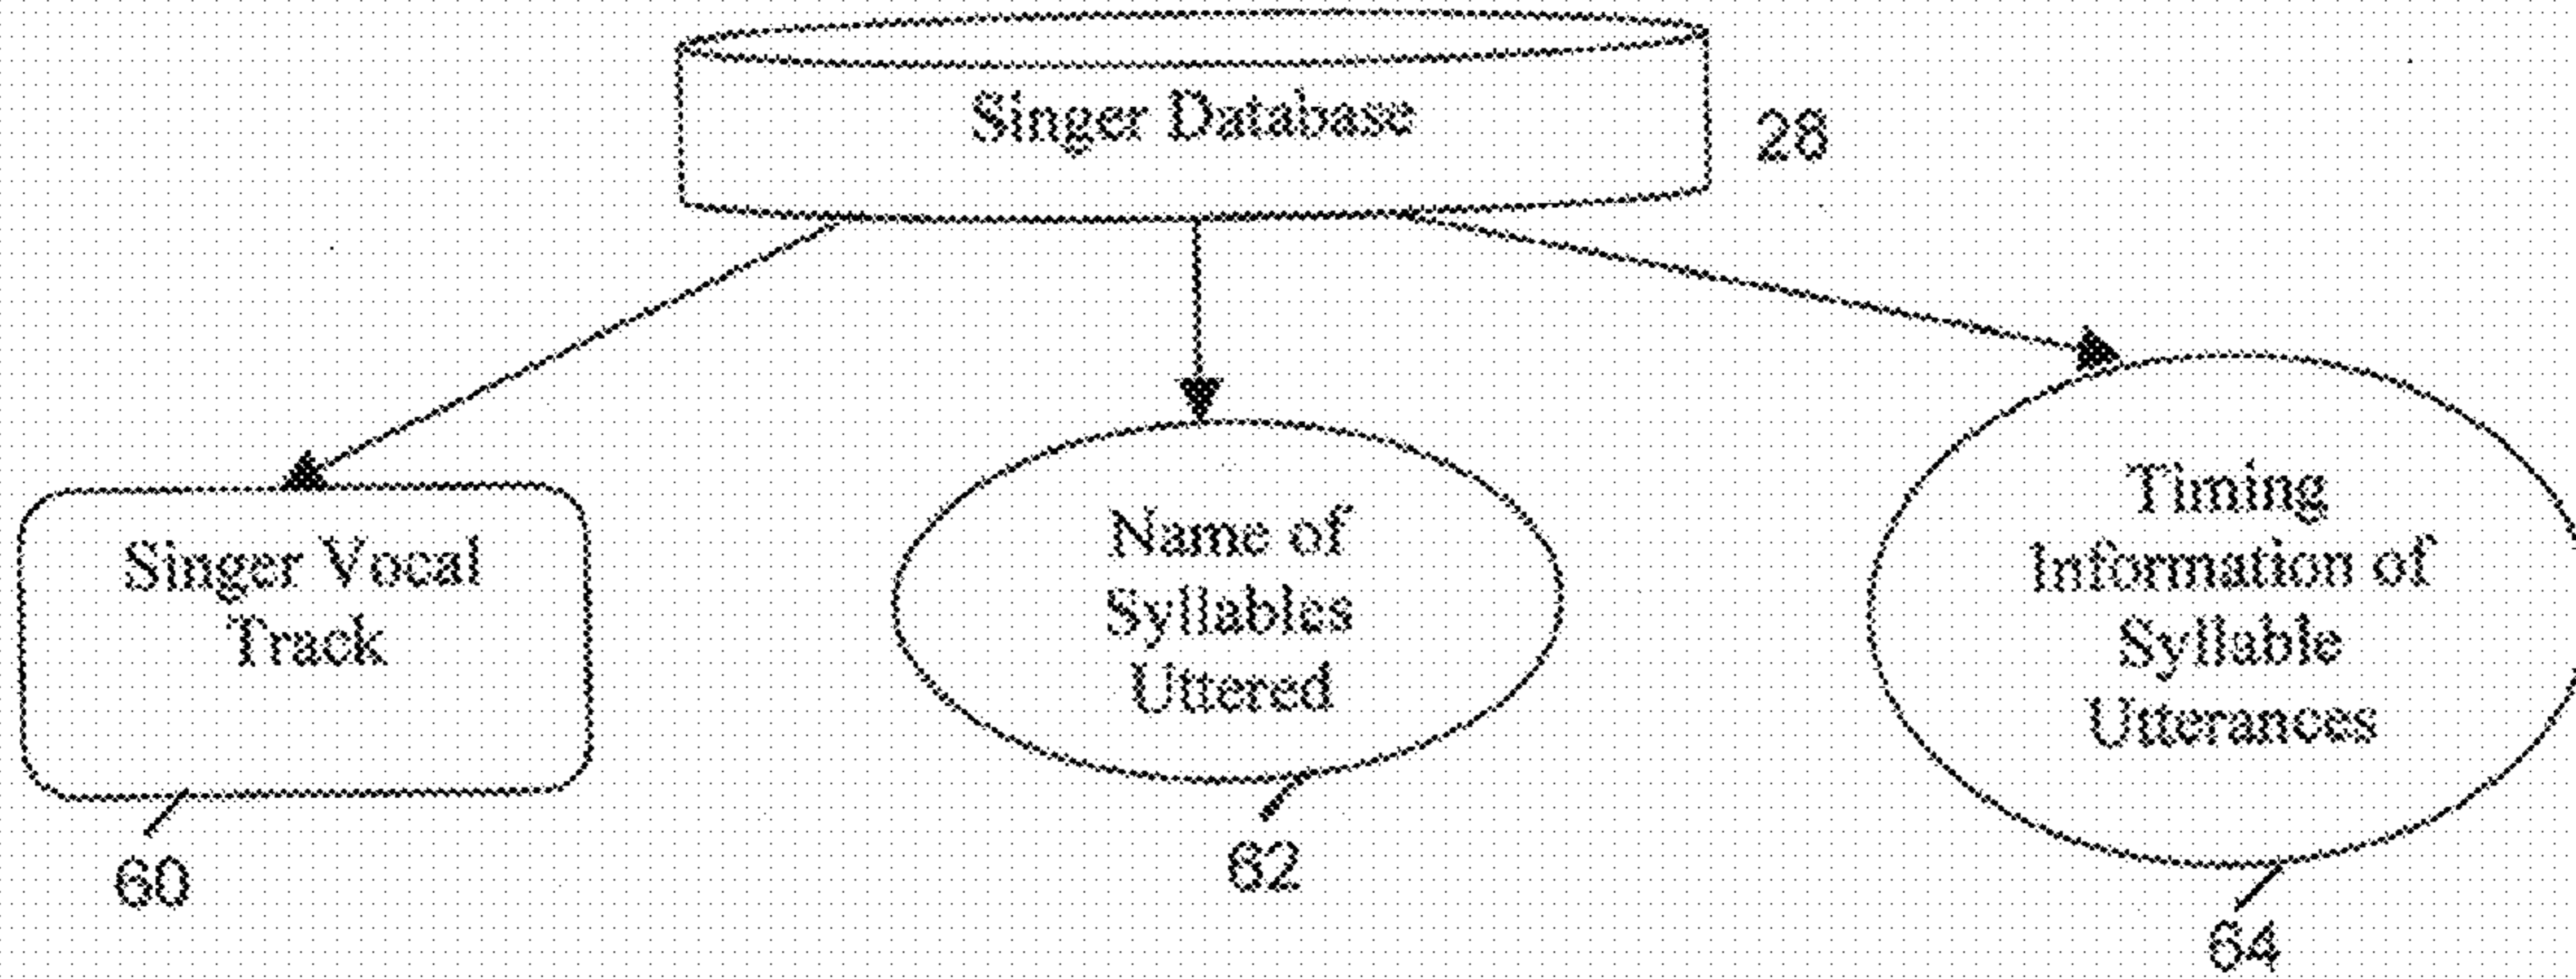 Singer Database
28
Singer Vocal
Track
60
Name of
Syllables
Uttered
62
Timing
Information of
Syllable
Utterances
64